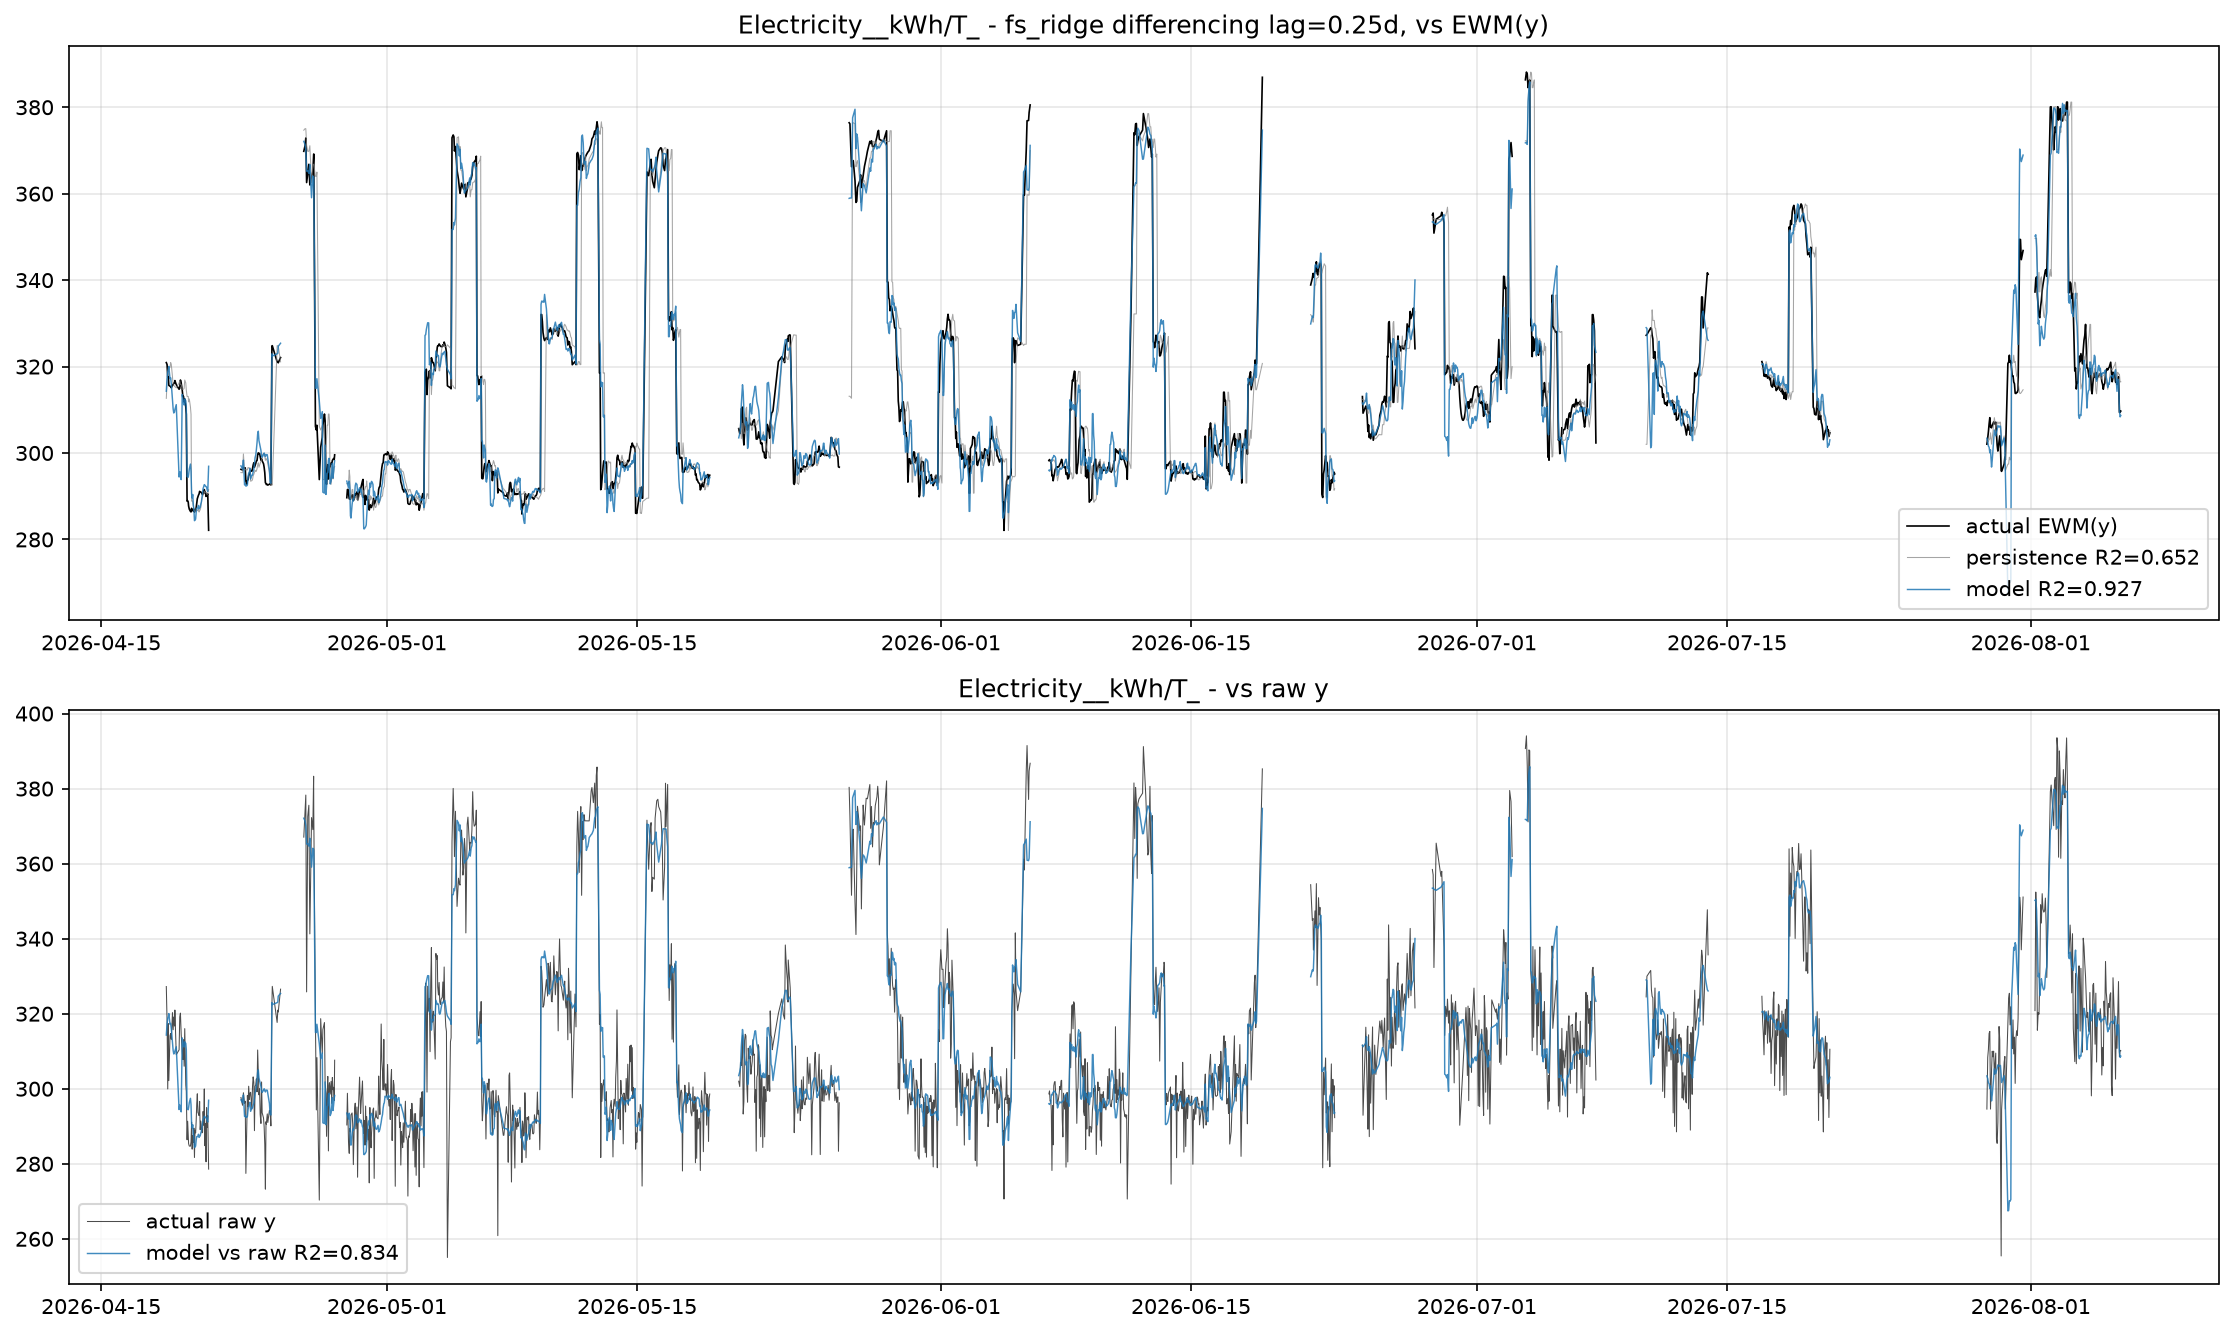 Electricity__kWh/T_ - fs_ridge differencing lag=0.25d, vs EWM(y)
380
360
340
320
300
280
actual EWM(y)
persistence R2=0.652
model R2=0.927
2026-04-15 2026-05-01 2026-05-15 2026-06-01 2026-06-15 2026-07-01 2026-07-15 2026-08-01
Electricity__kWh/T_ - vs raw y
400
380
360
340
320
300
280
260
actual raw y
model vs raw R2=0.834
2026-04-15 2026-05-01 2026-05-15 2026-06-01 2026-06-15 2026-07-01 2026-07-15 2026-08-01